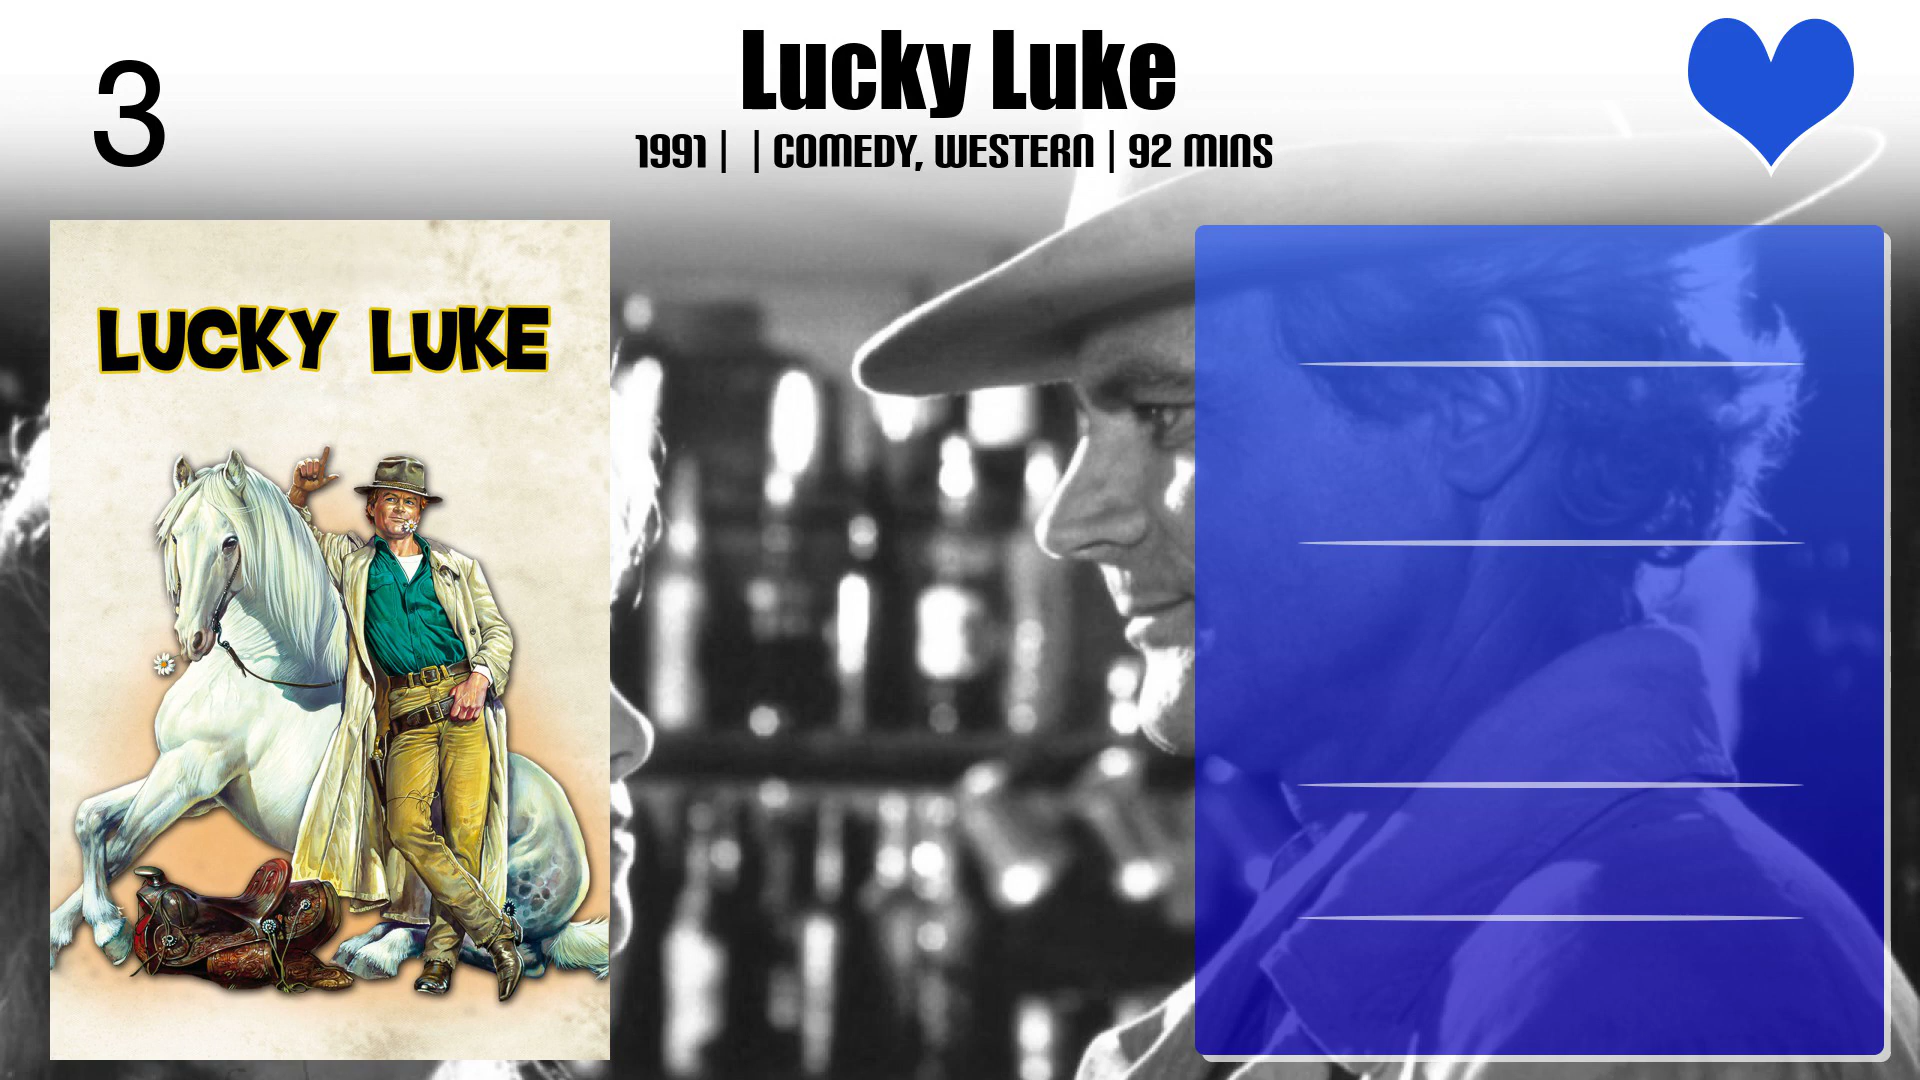 3
Lucky Luke
1991 | | COMEDY, WESTERN | 92 MINS
LUCKY LUKE